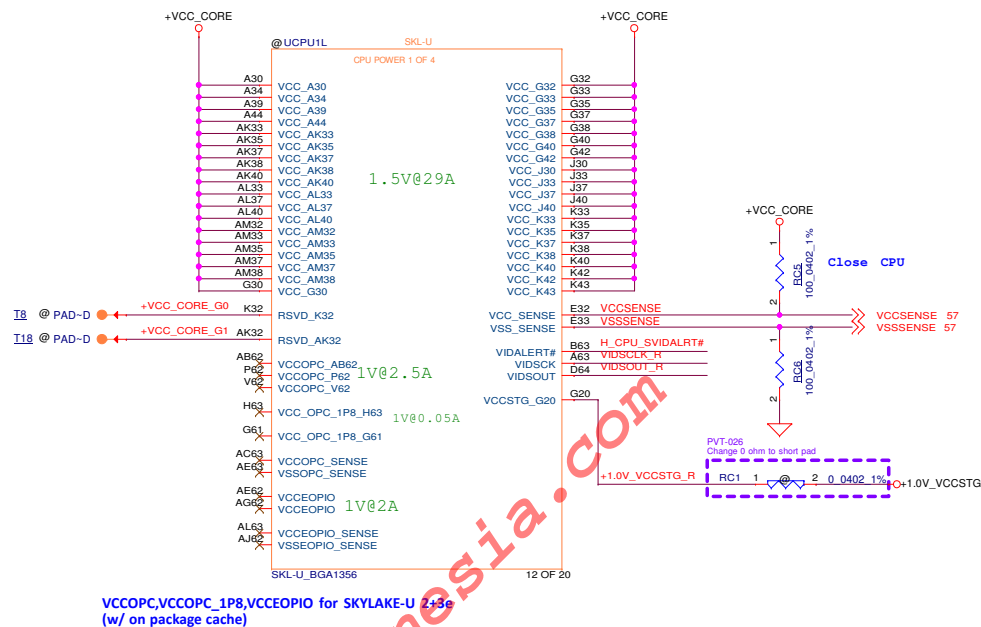 +VCC_CORE
+VCC_CORE
@ UCPU1L SKL-U
CPU POWER 1 OF 4
A30 VCC_A30 VCC_G32 G32
A34 VCC_A34 VCC_G33 G33
A39 VCC_A39 VCC_G35 G35
A44 VCC_A44 VCC_G37 G37
AK33 VCC_AK33 VCC_G38 G38
AK35 VCC_AK35 VCC_G40 G40
AK37 VCC_AK37 VCC_G42 G42
AK38 VCC_AK38 VCC_J30 J30
AK40 VCC_AK40 VCC_J33 J33
1.5V@29A
AL33 VCC_AL33 VCC_J37 J37
AL37 VCC_AL37 VCC_J40 J40
AL40 VCC_AL40 VCC_K33 K33
AM32 VCC_AM32 VCC_K35 K35
AM33 VCC_AM33 VCC_K37 K37
AM35 VCC_AM35 VCC_K38 K38
AM37 VCC_AM37 VCC_K40 K40
AM38 VCC_AM38 VCC_K42 K42
G30 VCC_G30 VCC_K43 K43
+VCC_CORE
1
RC5
100_0402_1%
2
Close CPU
T8 @ PAD~D +VCC_CORE_G0 K32 RSVD_K32
VCC_SENSE E32 VCCSENSE VCCSENSE 57
VSS_SENSE E33 VSSSENSE VSSSENSE 57
T18 @ PAD~D +VCC_CORE_G1 AK32 RSVD_AK32
VIDALERT# B63 H_CPU_SVIDALRT#
VIDSCK A63 VIDSCLK_R
VIDSOUT D64 VIDSOUT_R
1
RC6
100_0402_1%
2
AB62 VCCOPC_AB62
P62 VCCOPC_P62
V62 VCCOPC_V62
1V@2.5A
VCCSTG_G20 G20
H63 VCC_OPC_1P8_H63
1V@0.05A
G61 VCC_OPC_1P8_G61
PVT-026
Change 0 ohm to short pad
AC63 VCCOPC_SENSE
AE63 VSSOPC_SENSE
+1.0V_VCCSTG_R RC1 1 @ 2 0_0402_1% +1.0V_VCCSTG
AE62 VCCEOPIO
AG62 VCCEOPIO
1V@2A
AL63 VCCEOPIO_SENSE
AJ62 VSSEOPIO_SENSE
SKL-U_BGA1356 12 OF 20
VCCOPC,VCCOPC_1P8,VCCEOPIO for SKYLAKE-U 2+3e
(w/ on package cache)
nesia.com